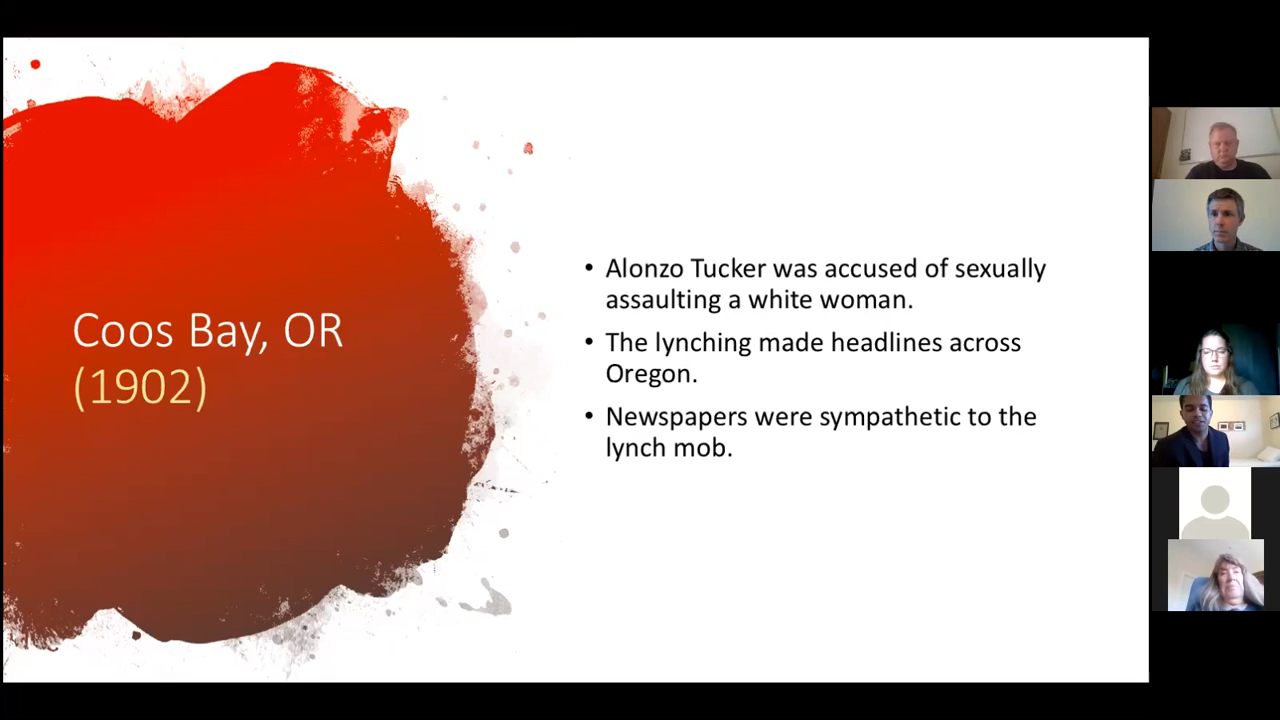 Coos Bay, OR
(1902)
• Alonzo Tucker was accused of sexually
assaulting a white woman.
• The lynching made headlines across
Oregon.
• Newspapers were sympathetic to the
lynch mob.